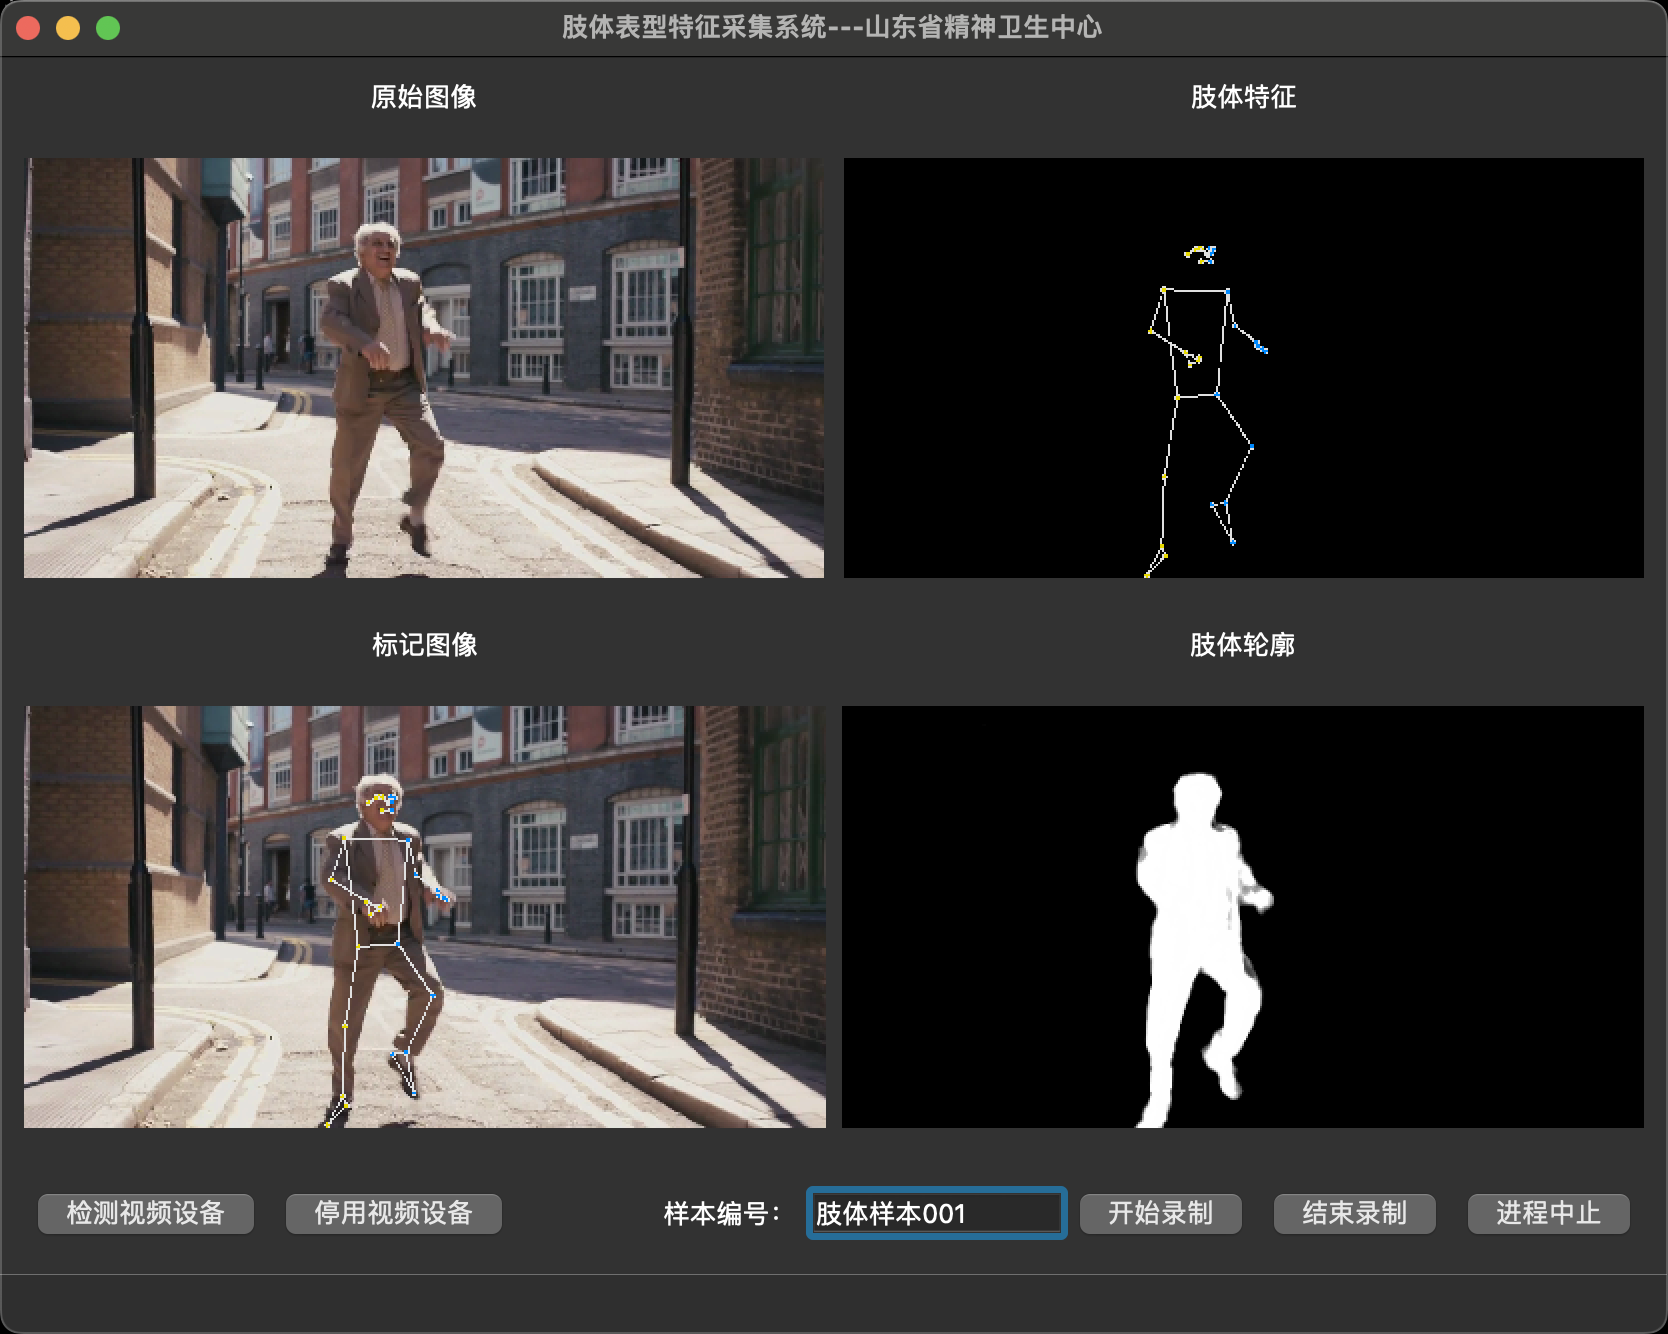 肢体表型特征采集系统---山东省精神卫生中心
原始图像
肢体特征
标记图像
肢体轮廓
检测视频设备
停用视频设备
样本编号：
肢体样本001
开始录制
结束录制
进程中止